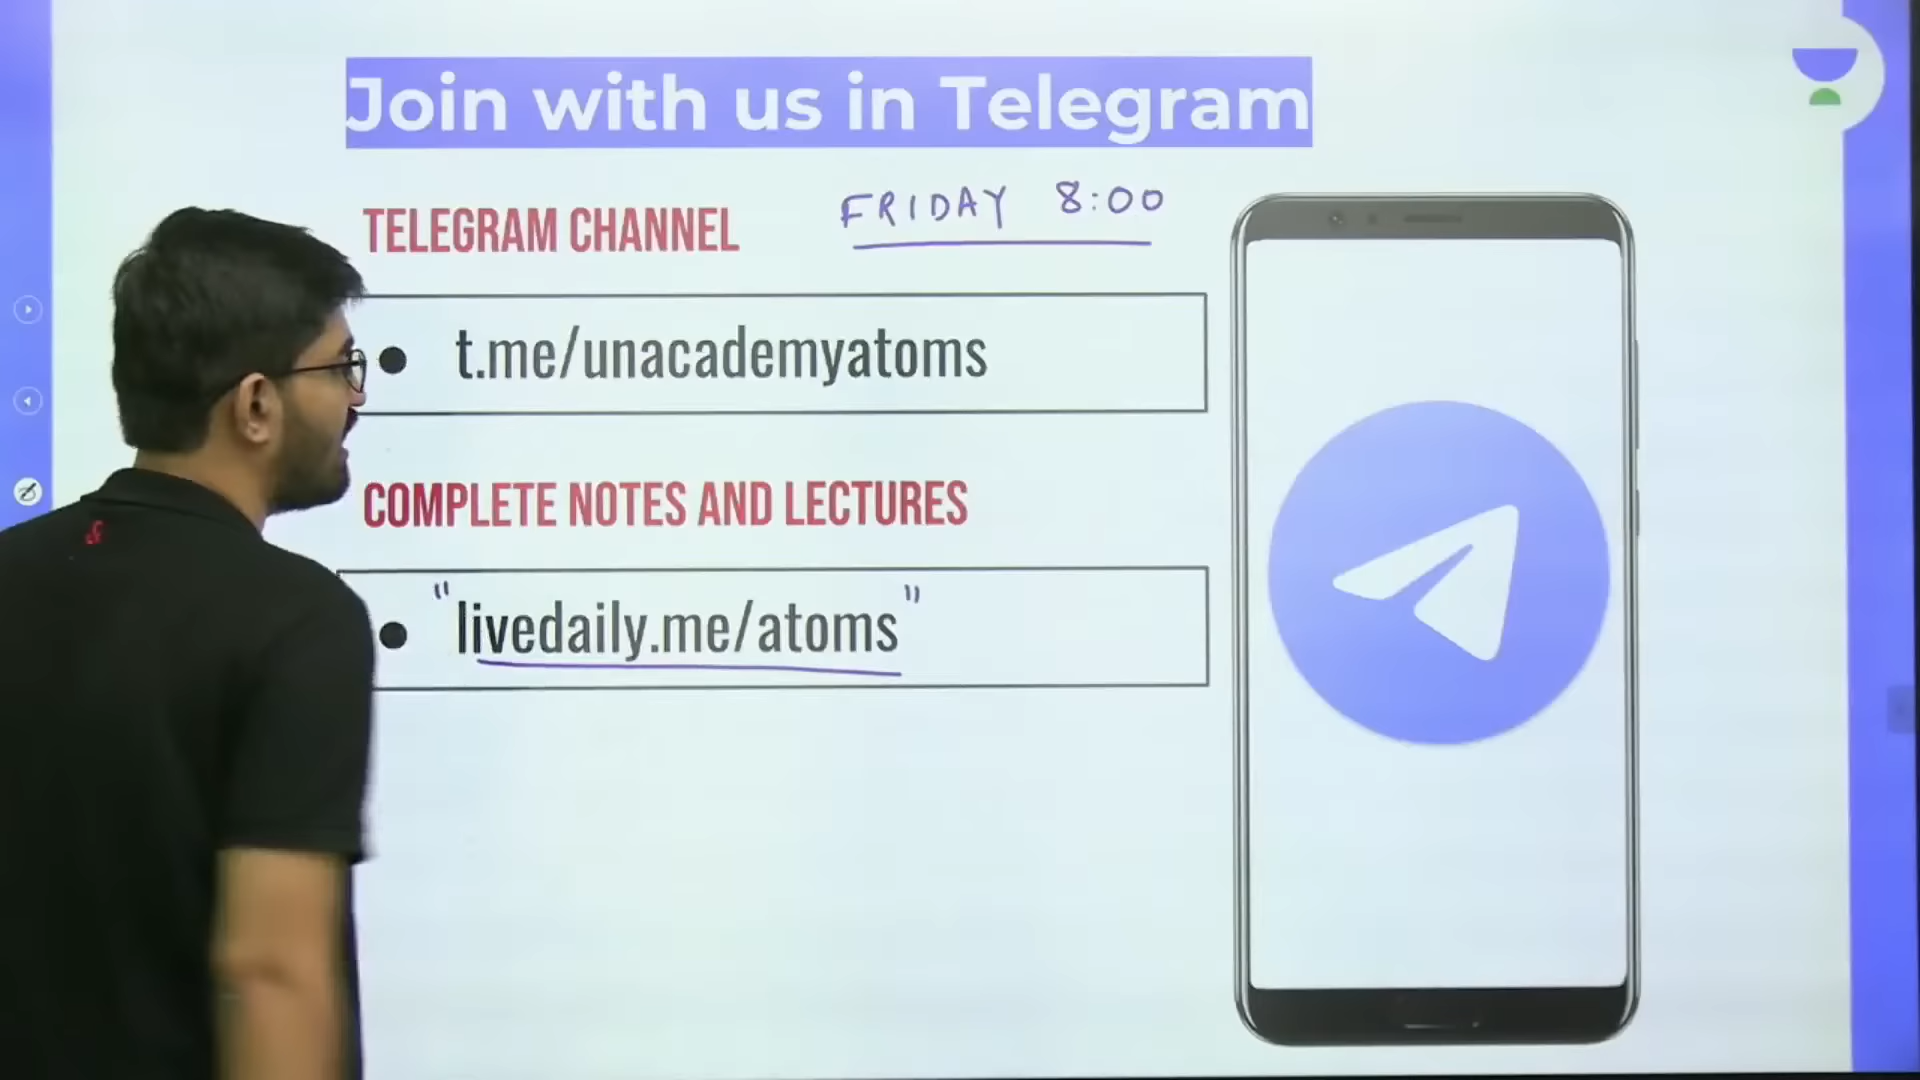 Join with us in Telegram
TELEGRAM CHANNEL
FRIDAY 8:00
• t.me/unacademyatoms
COMPLETE NOTES AND LECTURES
• "livedaily.me/atoms"